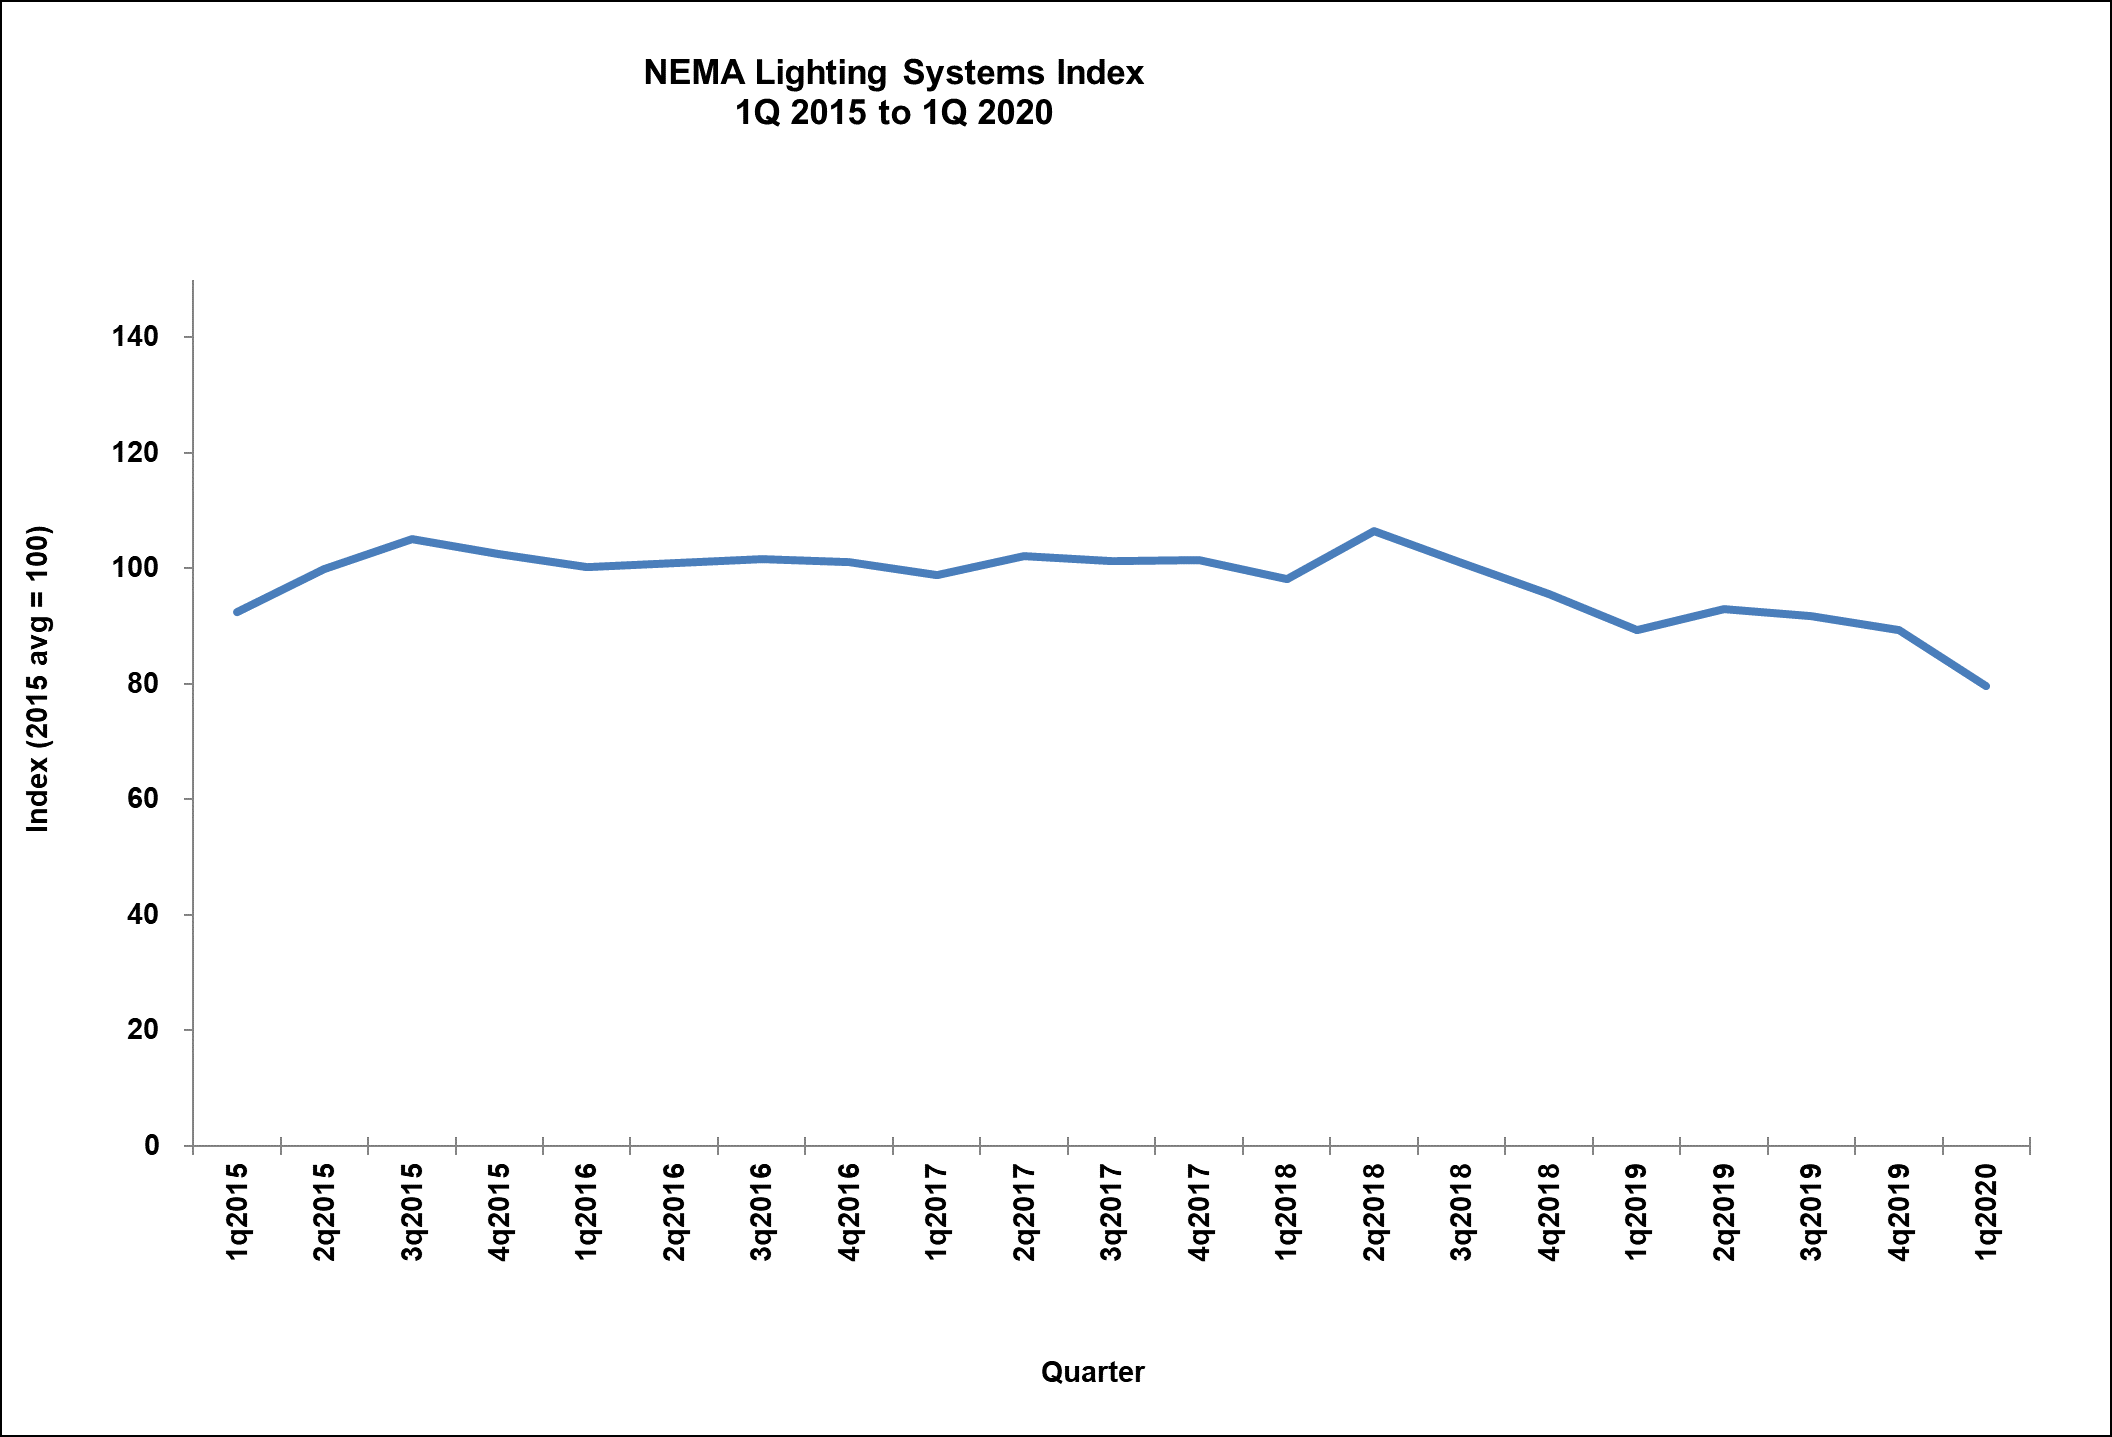 NEMA Lighting Systems Index
1Q 2015 to 1Q 2020
140
120
100
80
60
40
20
0
Index (2015 avg = 100)
1q2015
2q2015
3q2015
4q2015
1q2016
2q2016
3q2016
4q2016
1q2017
2q2017
3q2017
4q2017
1q2018
2q2018
3q2018
4q2018
1q2019
2q2019
3q2019
4q2019
1q2020
Quarter